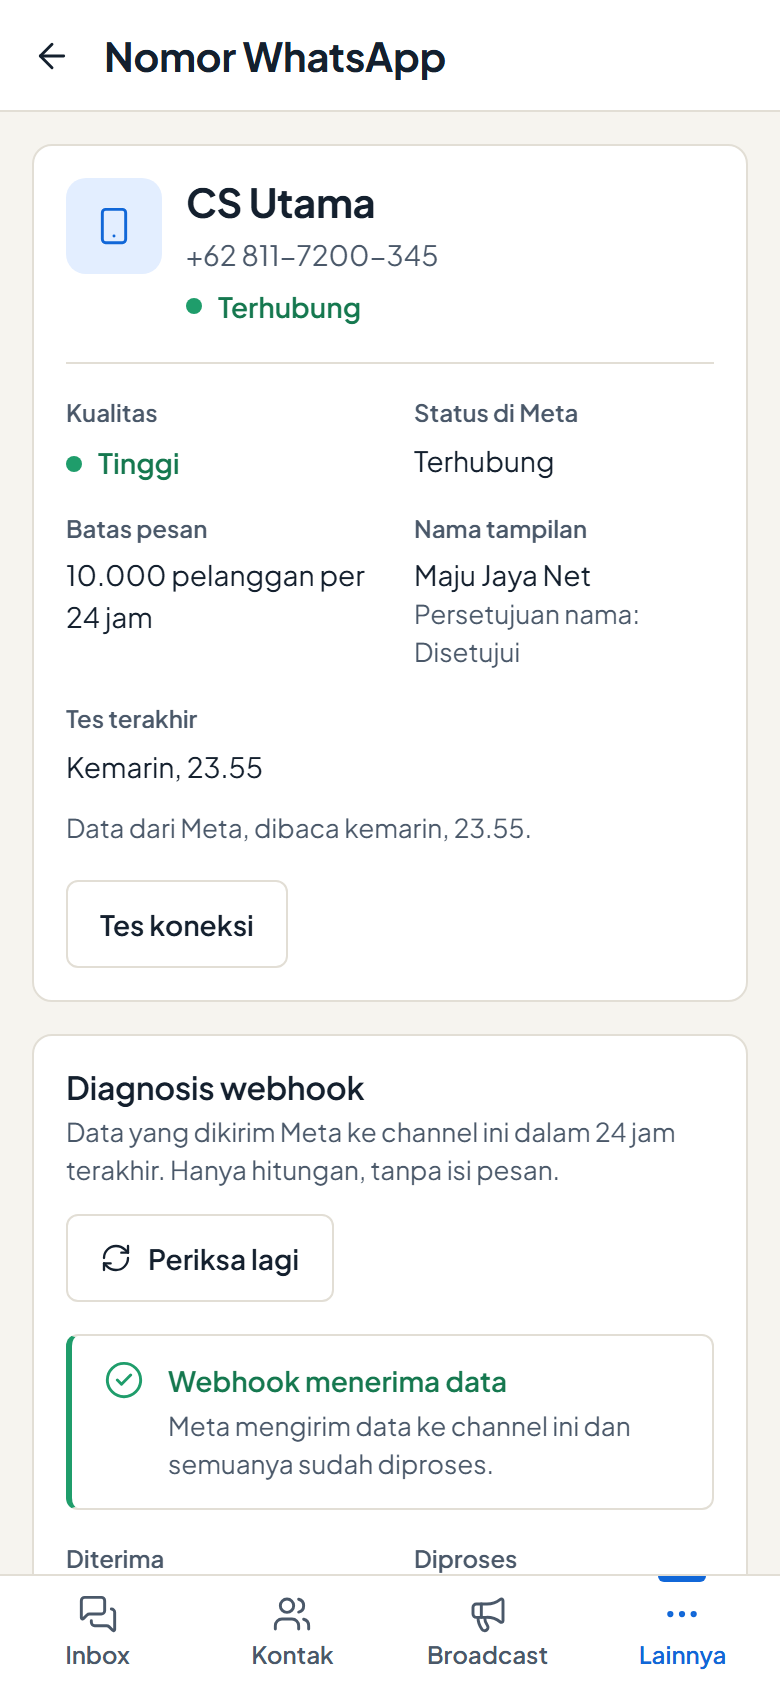 Nomor WhatsApp
CS Utama
+62 811-7200-345
Terhubung
Kualitas
Status di Meta
Tinggi
Terhubung
Batas pesan
Nama tampilan
10.000 pelanggan per
24 jam
Maju Jaya Net
Persetujuan nama:
Disetujui
Tes terakhir
Kemarin, 23.55
Data dari Meta, dibaca kemarin, 23.55.
Tes koneksi
Diagnosis webhook
Data yang dikirim Meta ke channel ini dalam 24 jam
terakhir. Hanya hitungan, tanpa isi pesan.
Periksa lagi
Webhook menerima data
Meta mengirim data ke channel ini dan
semuanya sudah diproses.
Diterima
Diproses
Inbox
Kontak
Broadcast
Lainnya